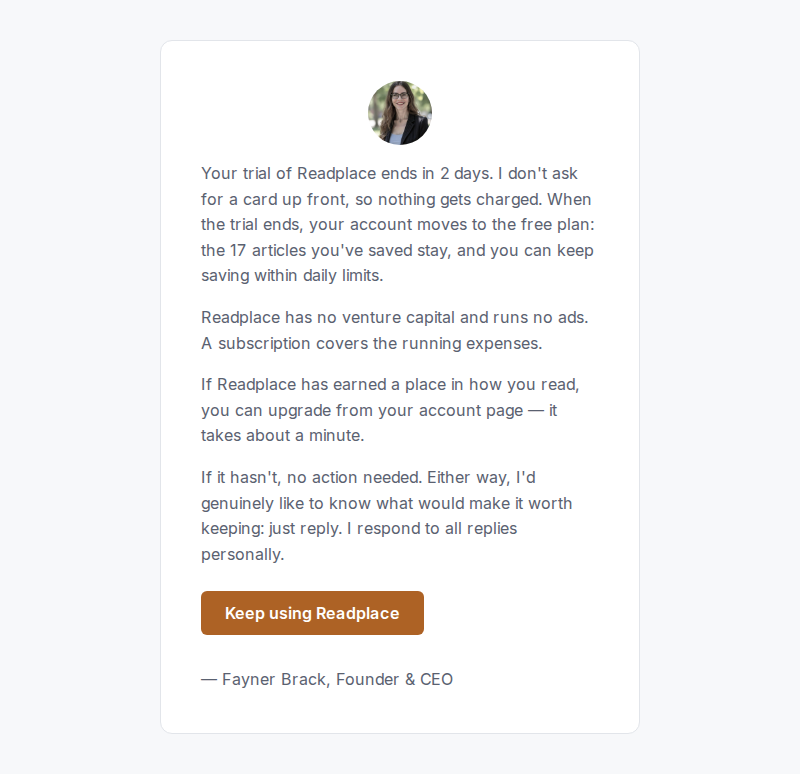 Your trial of Readplace ends in 2 days. I don't ask
for a card up front, so nothing gets charged. When
the trial ends, your account moves to the free plan:
the 17 articles you've saved stay, and you can keep
saving within daily limits.
Readplace has no venture capital and runs no ads.
A subscription covers the running expenses.
If Readplace has earned a place in how you read,
you can upgrade from your account page — it
takes about a minute.
If it hasn't, no action needed. Either way, I'd
genuinely like to know what would make it worth
keeping: just reply. I respond to all replies
personally.
Keep using Readplace
— Fayner Brack, Founder & CEO